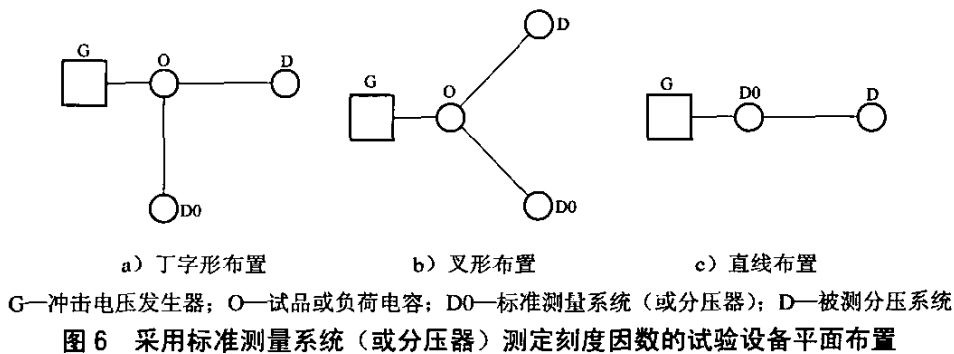 G O D
D0
G O D
D0
G D0 D
a）丁字形布置
b）叉形布置
c）直线布置
G—冲击电压发生器；O—试品或负荷电容；D0—标准测量系统（或分压器）；D—被测分压系统
图 6 采用标准测量系统（或分压器）测定刻度因数的试验设备平面布置